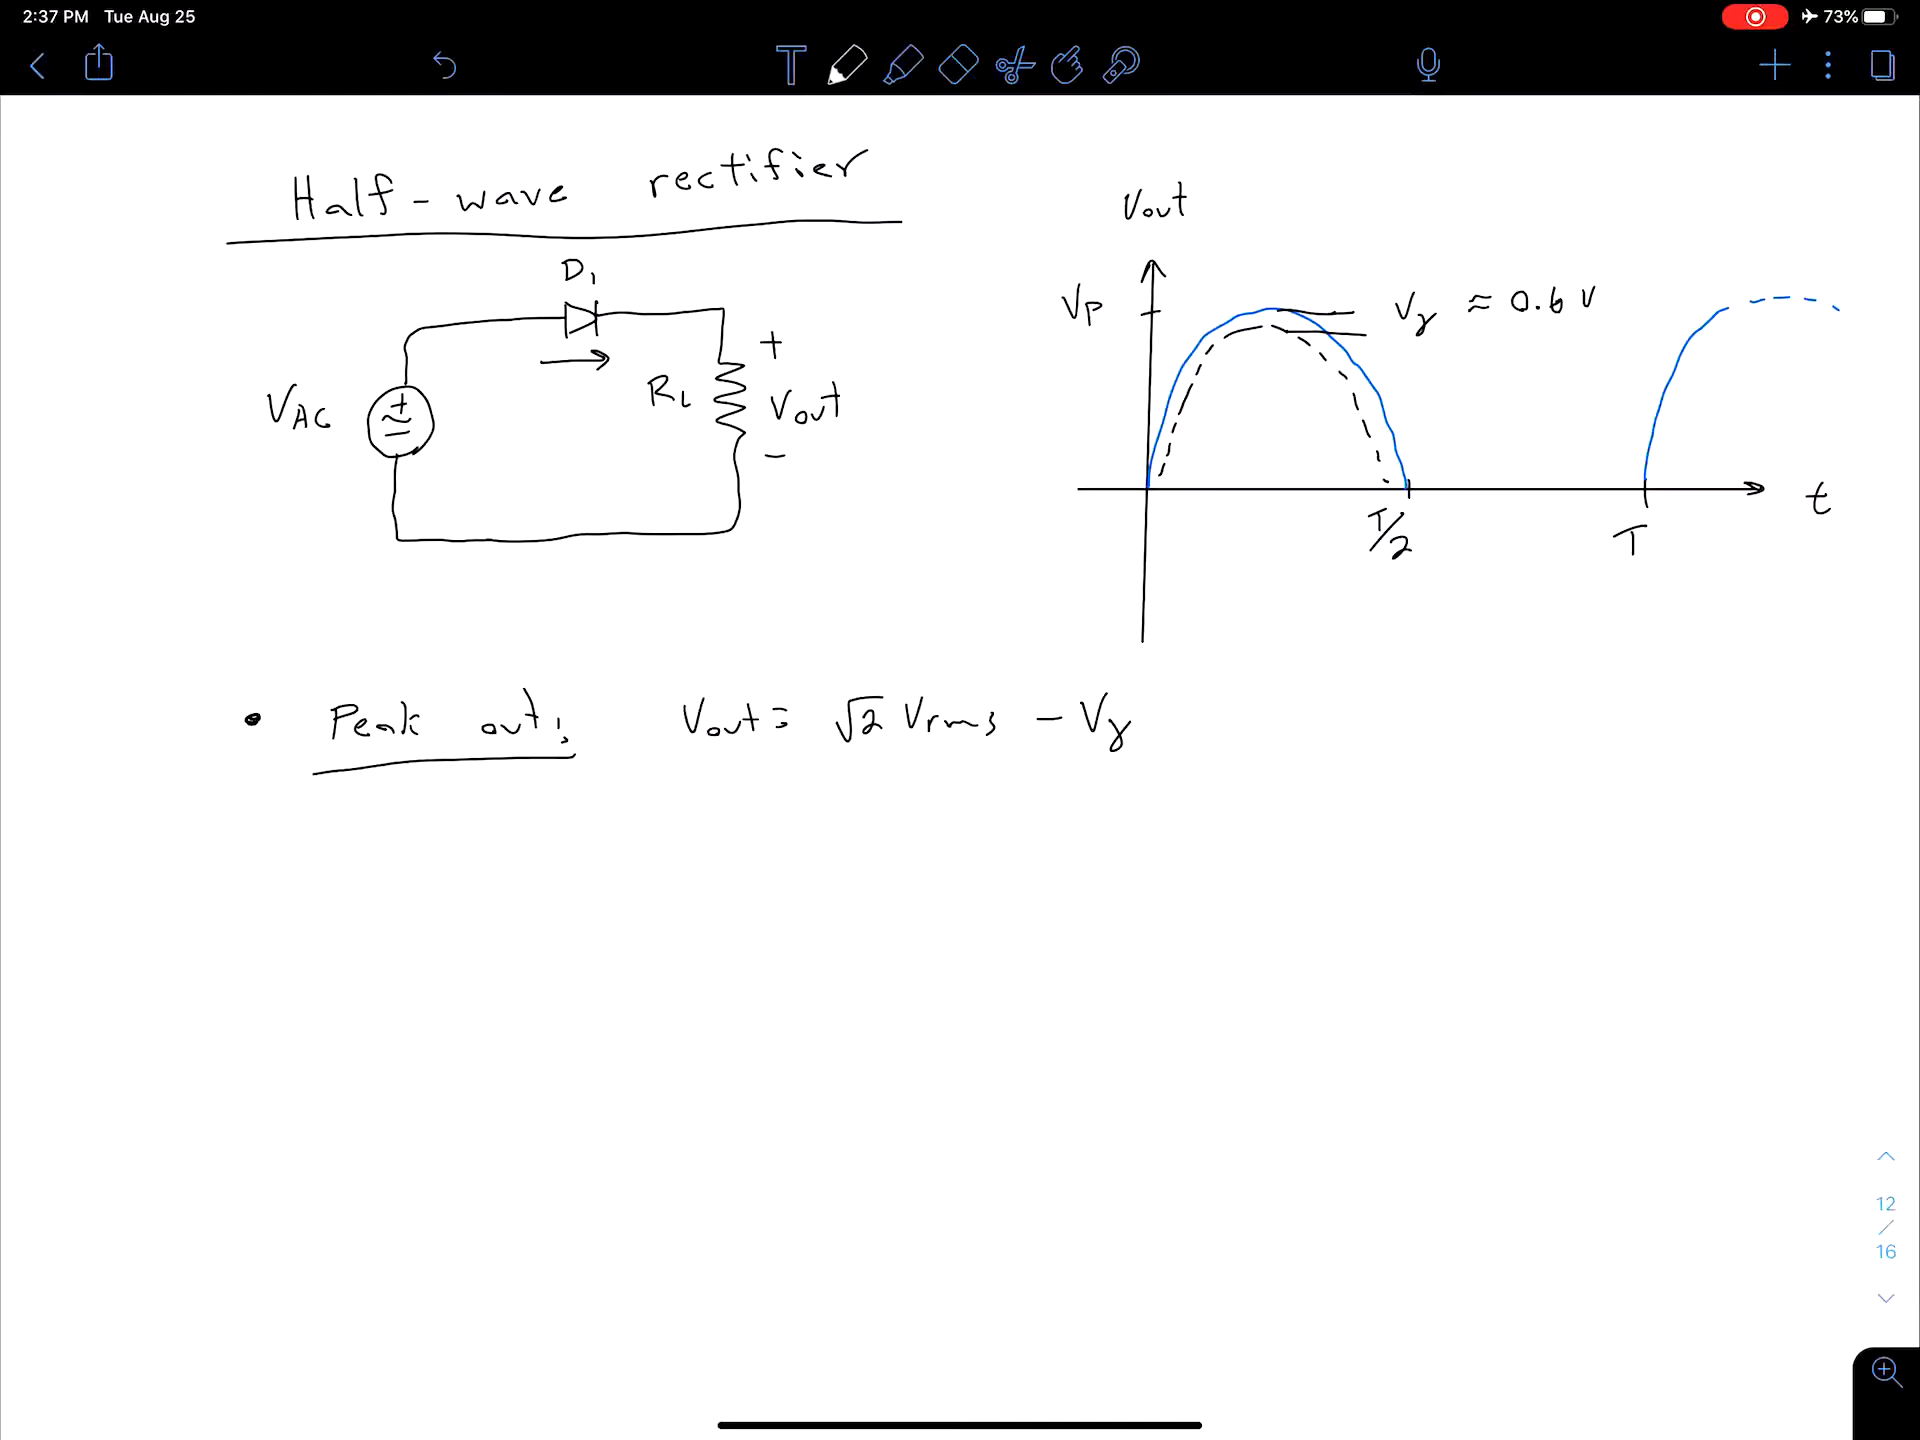 2:37 PM Tue Aug 25
73%
T
Half-wave rectifier
D₁
VAC
+
RL
Vout
−
Vout
Vp
Vγ ≈ 0.6 V
t
T/2
T
• Peak out: Vout = √2 Vrms − Vγ
12
/
16